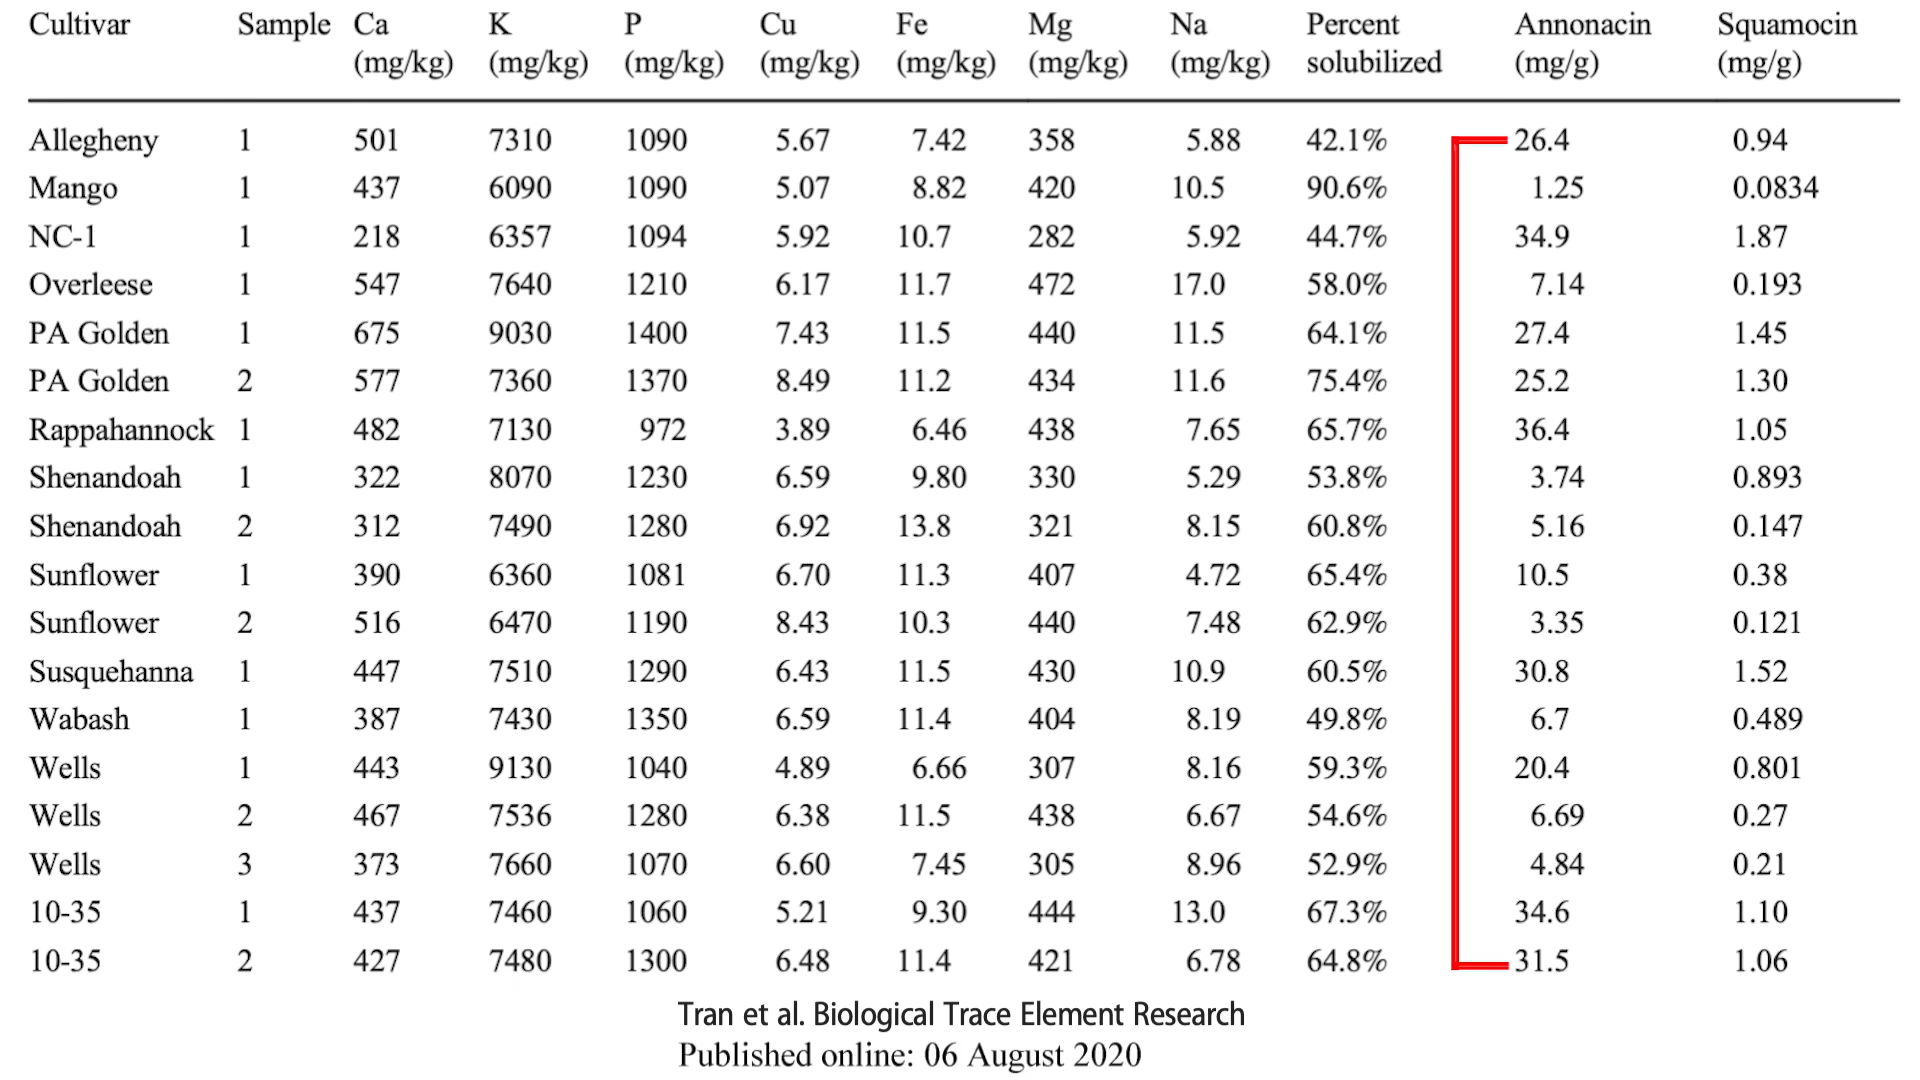 Cultivar Sample Ca K P Cu Fe Mg Na Percent Annonacin Squamocin
(mg/kg) (mg/kg) (mg/kg) (mg/kg) (mg/kg) (mg/kg) (mg/kg) solubilized (mg/g) (mg/g)
Allegheny 1 501 7310 1090 5.67 7.42 358 5.88 42.1% 26.4 0.94
Mango 1 437 6090 1090 5.07 8.82 420 10.5 90.6% 1.25 0.0834
NC-1 1 218 6357 1094 5.92 10.7 282 5.92 44.7% 34.9 1.87
Overleese 1 547 7640 1210 6.17 11.7 472 17.0 58.0% 7.14 0.193
PA Golden 1 675 9030 1400 7.43 11.5 440 11.5 64.1% 27.4 1.45
PA Golden 2 577 7360 1370 8.49 11.2 434 11.6 75.4% 25.2 1.30
Rappahannock 1 482 7130 972 3.89 6.46 438 7.65 65.7% 36.4 1.05
Shenandoah 1 322 8070 1230 6.59 9.80 330 5.29 53.8% 3.74 0.893
Shenandoah 2 312 7490 1280 6.92 13.8 321 8.15 60.8% 5.16 0.147
Sunflower 1 390 6360 1081 6.70 11.3 407 4.72 65.4% 10.5 0.38
Sunflower 2 516 6470 1190 8.43 10.3 440 7.48 62.9% 3.35 0.121
Susquehanna 1 447 7510 1290 6.43 11.5 430 10.9 60.5% 30.8 1.52
Wabash 1 387 7430 1350 6.59 11.4 404 8.19 49.8% 6.7 0.489
Wells 1 443 9130 1040 4.89 6.66 307 8.16 59.3% 20.4 0.801
Wells 2 467 7536 1280 6.38 11.5 438 6.67 54.6% 6.69 0.27
Wells 3 373 7660 1070 6.60 7.45 305 8.96 52.9% 4.84 0.21
10-35 1 437 7460 1060 5.21 9.30 444 13.0 67.3% 34.6 1.10
10-35 2 427 7480 1300 6.48 11.4 421 6.78 64.8% 31.5 1.06
Tran et al. Biological Trace Element Research
Published online: 06 August 2020